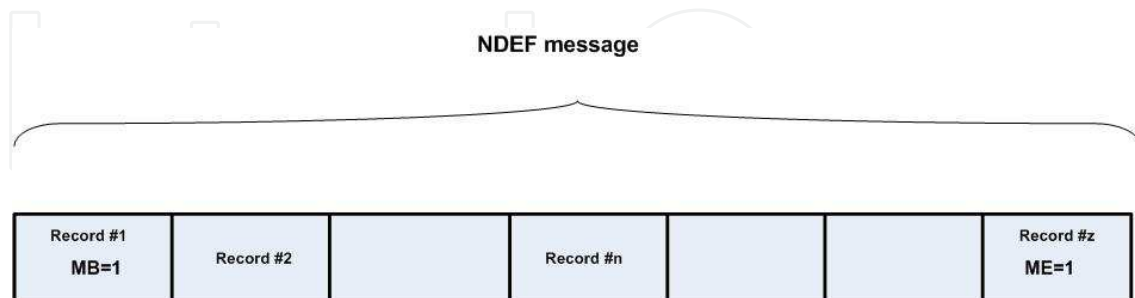 NDEF message
Record #1
MB=1
Record #2
Record #n
Record #z
ME=1